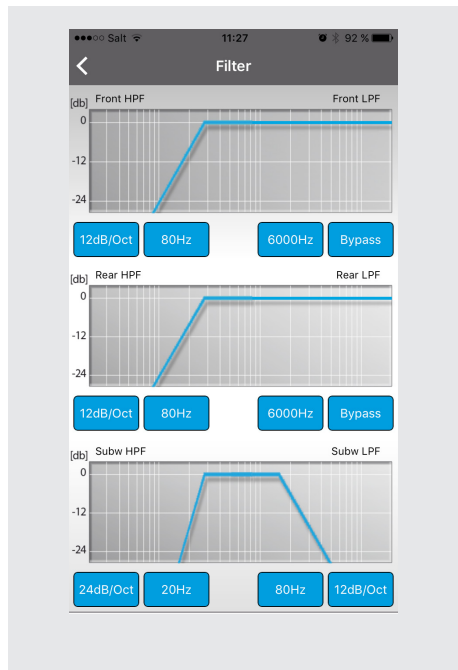 ●●●○○ Salt 11:27 92 %
Filter
[db] Front HPF Front LPF
0
-12
-24
12dB/Oct 80Hz 6000Hz Bypass
[db] Rear HPF Rear LPF
0
-12
-24
12dB/Oct 80Hz 6000Hz Bypass
[db] Subw HPF Subw LPF
0
-12
-24
24dB/Oct 20Hz 80Hz 12dB/Oct